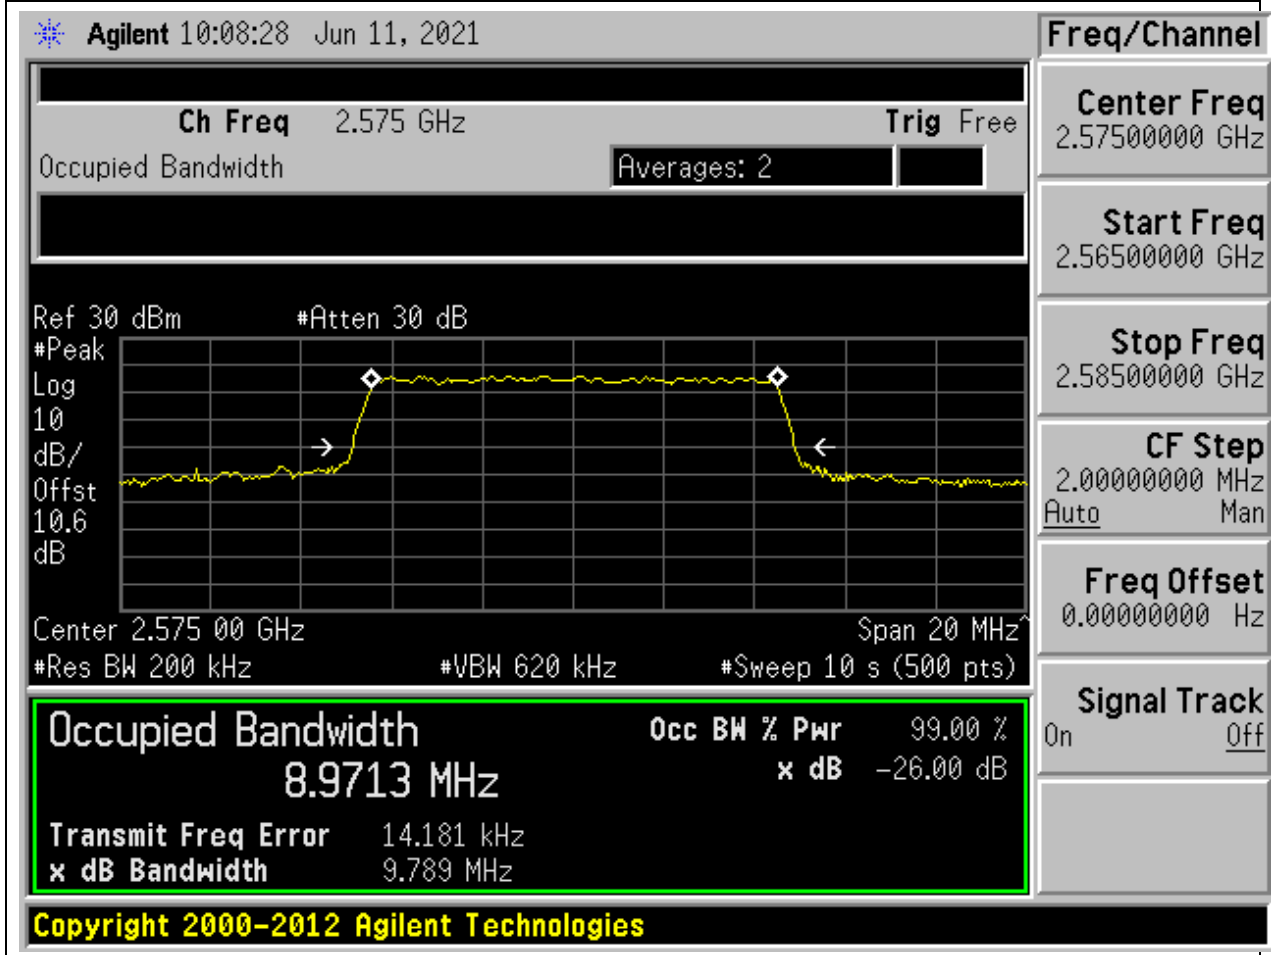 Agilent 10:08:28 Jun 11, 2021
Freq/Channel
Ch Freq 2.575 GHz Trig Free
Occupied Bandwidth Averages: 2
Center Freq
2.57500000 GHz
Start Freq
2.56500000 GHz
Stop Freq
2.58500000 GHz
CF Step
2.00000000 MHz
Auto Man
Freq Offset
0.00000000 Hz
Signal Track
On Off
Ref 30 dBm #Atten 30 dB
#Peak
Log
10
dB/
Offst
10.6
dB
Center 2.575 00 GHz Span 20 MHz^
#Res BW 200 kHz #VBW 620 kHz #Sweep 10 s (500 pts)
Occupied Bandwidth Occ BW % Pwr 99.00 %
8.9713 MHz x dB -26.00 dB
Transmit Freq Error 14.181 kHz
x dB Bandwidth 9.789 MHz
Copyright 2000-2012 Agilent Technologies